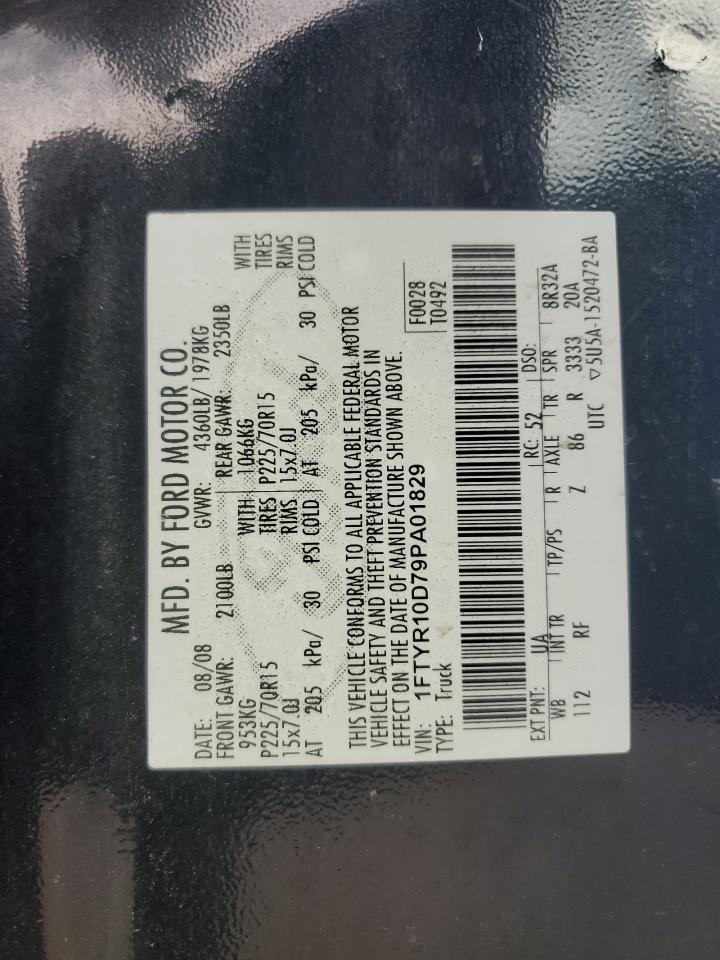 MFD. BY FORD MOTOR CO.
DATE: 08/08 GVWR: 4360LB/ 1978KG
FRONT GAWR: 2100LB REAR GAWR: 2350LB
953KG WITH 1066KG WITH
P225/70R15 TIRES P225/70R15 TIRES
15x7.0J RIMS 15x7.0J RIMS
AT 205 kPa/ 30 PSI COLD AT 205 kPa/ 30 PSI COLD
THIS VEHICLE CONFORMS TO ALL APPLICABLE FEDERAL MOTOR
VEHICLE SAFETY AND THEFT PREVENTION STANDARDS IN
EFFECT ON THE DATE OF MANUFACTURE SHOWN ABOVE.
VIN: 1FTYR10D79PA01829 F0028
TYPE: Truck T0492
EXT PNT: UA RC: 52 DSO:
WB INT TR TP/PS R AXLE TR SPR 8R32A
112 RF Z 86 R 3333 20A
UTC ▽5U5A-1520472-BA